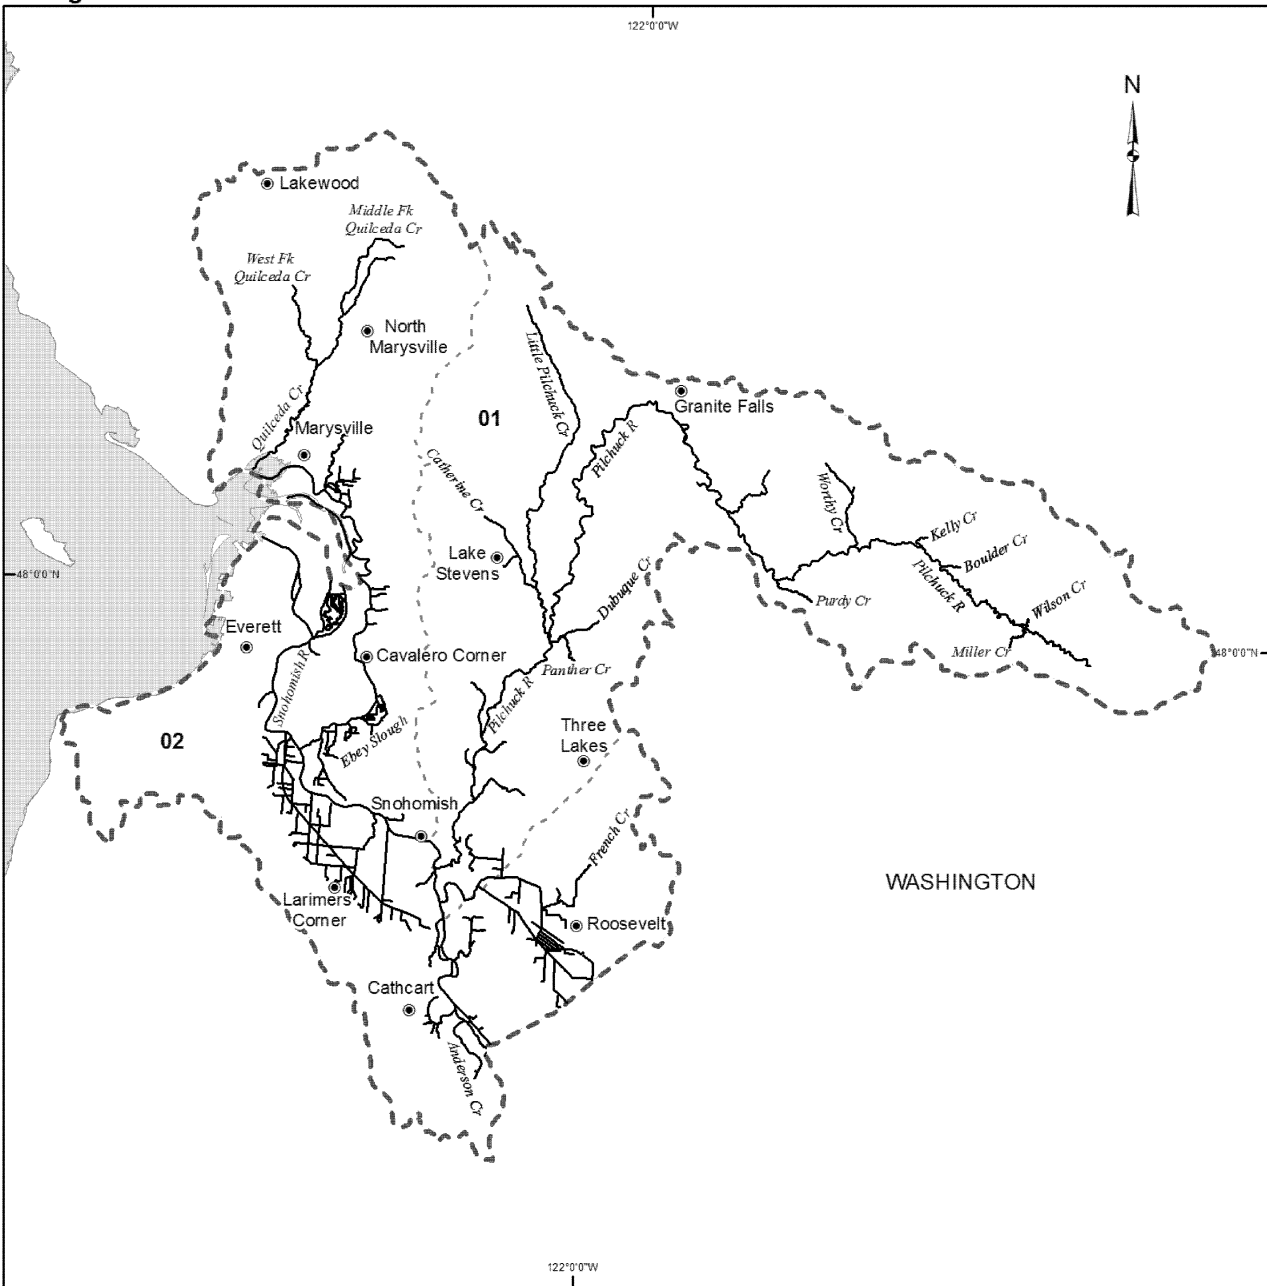 122°0'0"W
N
Lakewood
Middle Fk
Quilceda Cr
West Fk
Quilceda Cr
North
Marysville
Little Pilchuck Cr
Granite Falls
Quilceda Cr
01
Marysville
Pilchuck R
Catherine Cr
Worthy Cr
Kelly Cr
Boulder Cr
Lake
Stevens
48°0'0"N
Pilchuck R
Dubuque Cr
Purdy Cr
Wilson Cr
Everett
Miller Cr
48°0'0"N
Cavalero Corner
Panther Cr
Snohomish R
Pilchuck R
02
Ebey Slough
Three
Lakes
Snohomish
French Cr
WASHINGTON
Larimers
Corner
Roosevelt
Cathcart
Anderson Cr
122°0'0"W